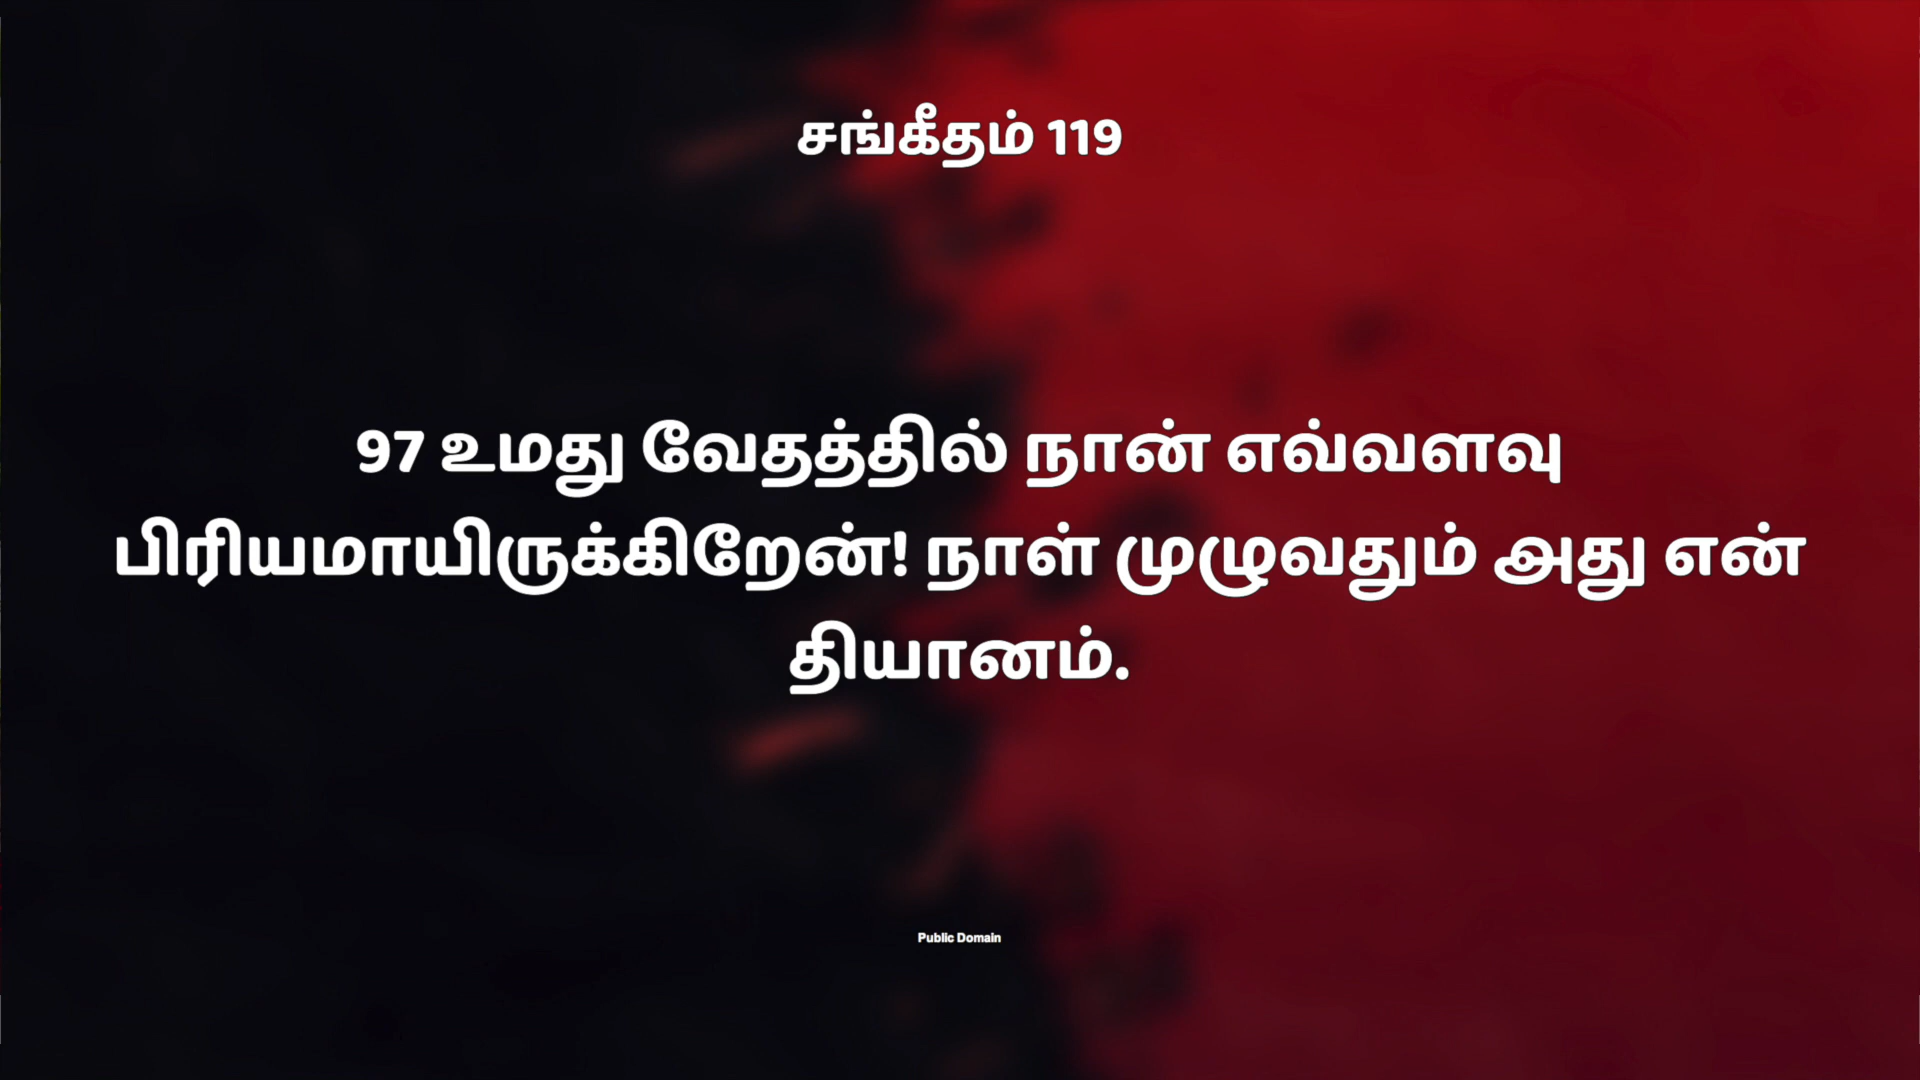 சங்கீதம் 119
97 உமது வேதத்தில் நான் எவ்வளவு
பிரியமாயிருக்கிறேன்! நாள் முழுவதும் அது என்
தியானம்.
Public Domain